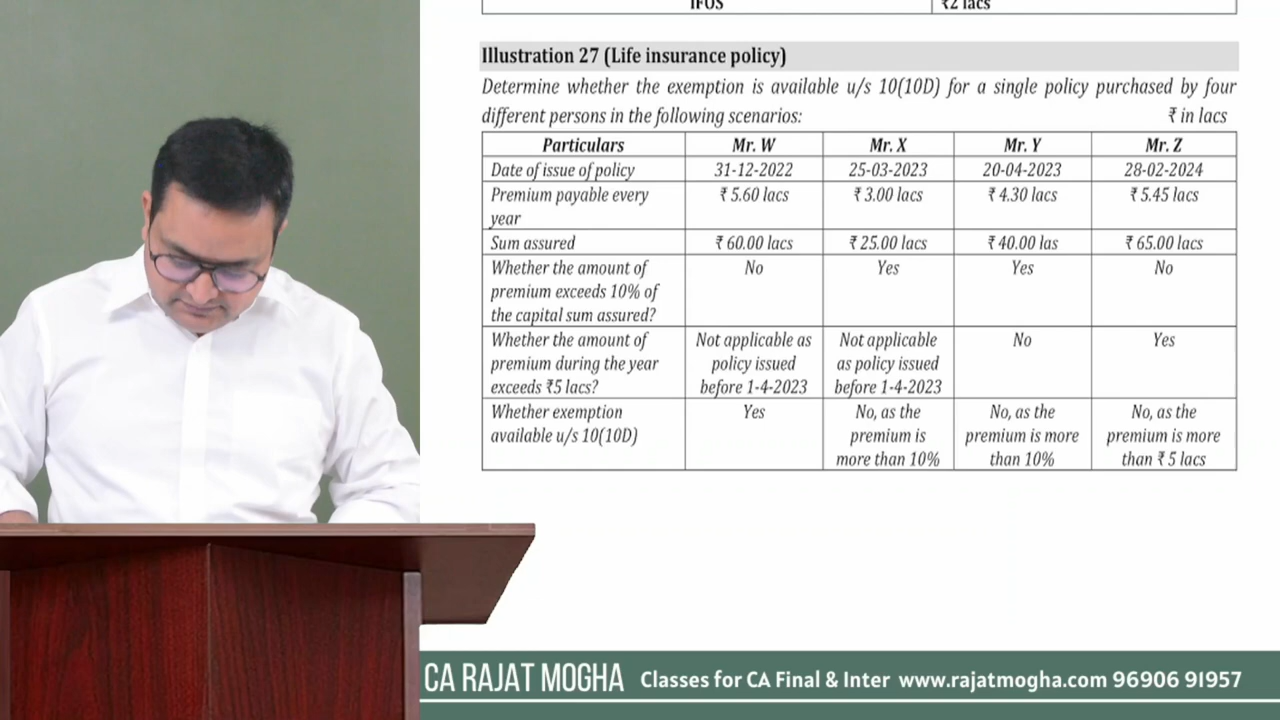 IFOS ₹2 lacs
Illustration 27 (Life insurance policy)
Determine whether the exemption is available u/s 10(10D) for a single policy purchased by four
different persons in the following scenarios: ₹ in lacs
Particulars Mr. W Mr. X Mr. Y Mr. Z
Date of issue of policy 31-12-2022 25-03-2023 20-04-2023 28-02-2024
Premium payable every ₹ 5.60 lacs ₹ 3.00 lacs ₹ 4.30 lacs ₹ 5.45 lacs
year
Sum assured ₹ 60.00 lacs ₹ 25.00 lacs ₹ 40.00 las ₹ 65.00 lacs
Whether the amount of No Yes Yes No
premium exceeds 10% of
the capital sum assured?
Whether the amount of Not applicable as Not applicable No Yes
premium during the year policy issued as policy issued
exceeds ₹5 lacs? before 1-4-2023 before 1-4-2023
Whether exemption Yes No, as the No, as the No, as the
available u/s 10(10D) premium is premium is more premium is more
more than 10% than 10% than ₹ 5 lacs
CA RAJAT MOGHA Classes for CA Final & Inter www.rajatmogha.com 96906 91957